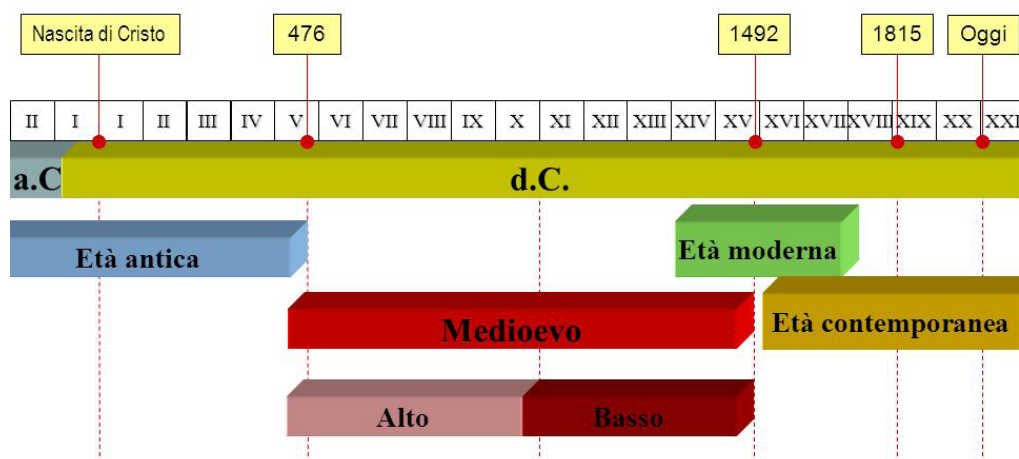 Nascita di Cristo 476 1492 1815 Oggi
II I I II III IV V VI VII VIII IX X XI XII XIII XIV XV XVI XVII XVIII XIX XX XXI
a.C d.C.
Età antica Età moderna
Medioevo Età contemporanea
Alto Basso